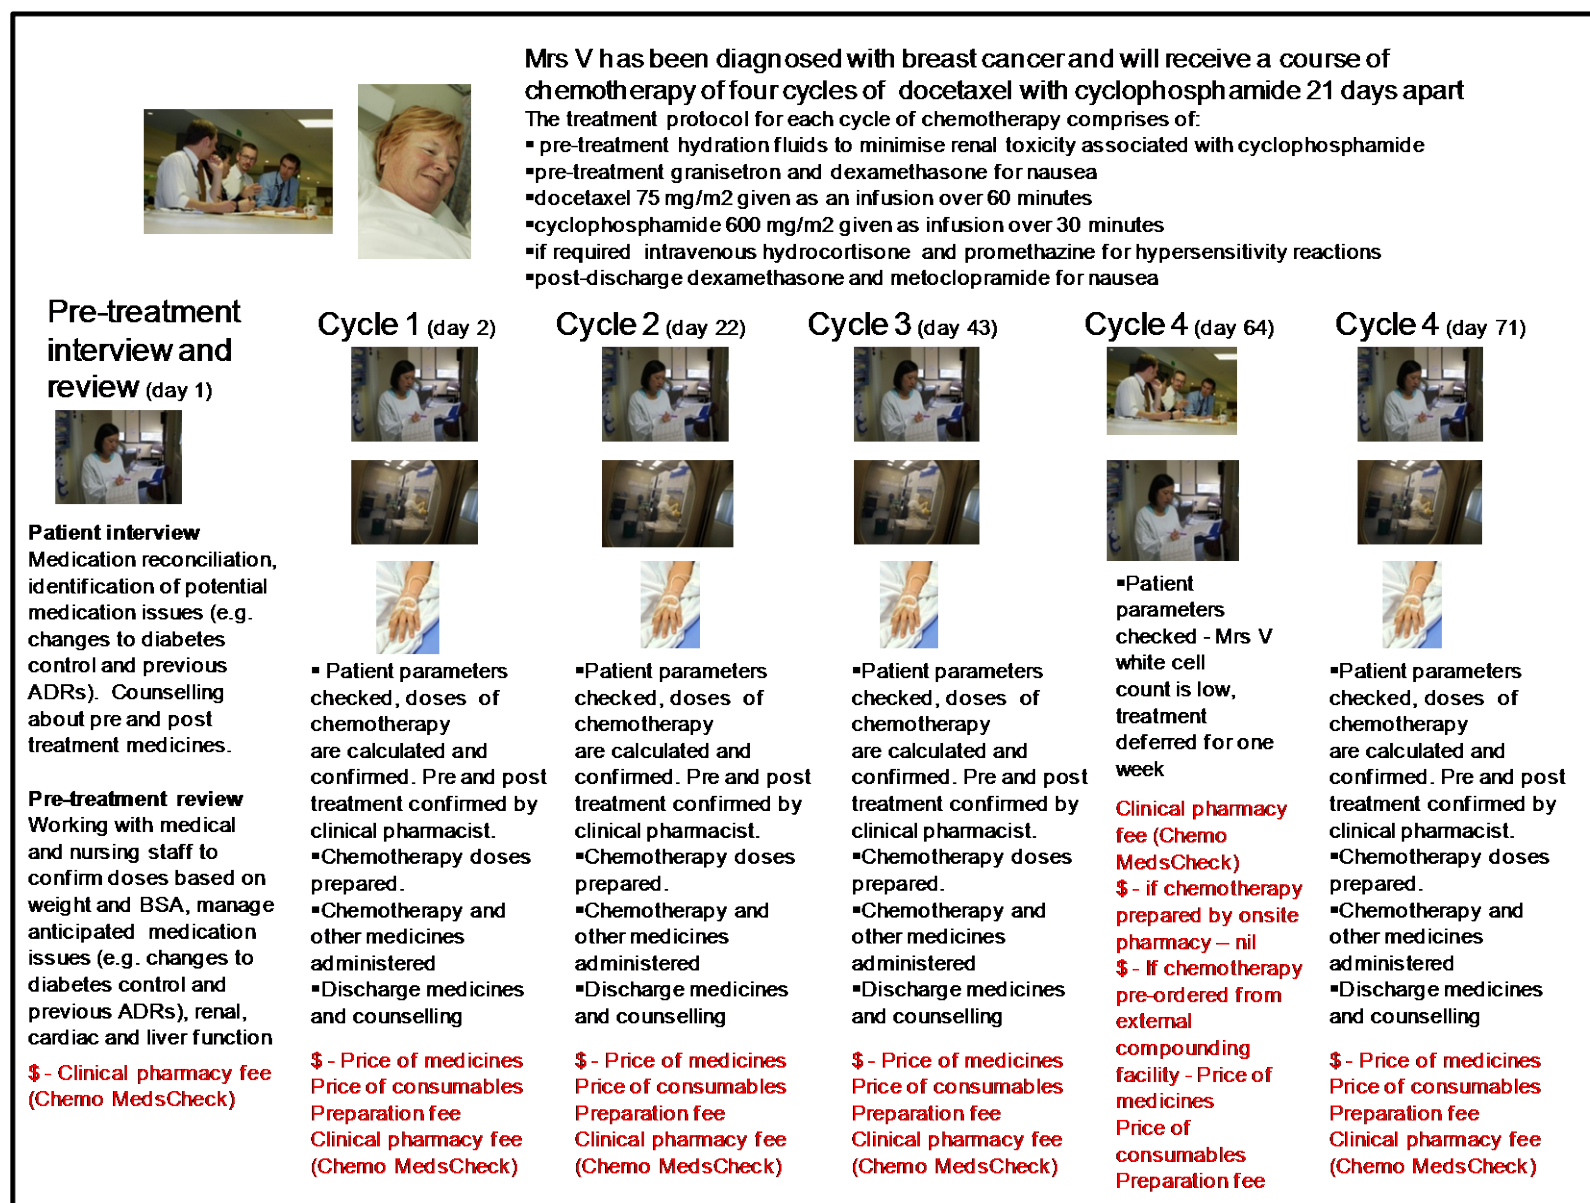 Mrs V has been diagnosed with breast cancer and will receive a course of
chemotherapy of four cycles of docetaxel with cyclophosphamide 21 days apart
The treatment protocol for each cycle of chemotherapy comprises of:
▪ pre-treatment hydration fluids to minimise renal toxicity associated with cyclophosphamide
▪pre-treatment granisetron and dexamethasone for nausea
▪docetaxel 75 mg/m2 given as an infusion over 60 minutes
▪cyclophosphamide 600 mg/m2 given as infusion over 30 minutes
▪if required intravenous hydrocortisone and promethazine for hypersensitivity reactions
▪post-discharge dexamethasone and metoclopramide for nausea
Pre-treatment
interview and
review (day 1)
Patient interview
Medication reconciliation,
identification of potential
medication issues (e.g.
changes to diabetes
control and previous
ADRs). Counselling
about pre and post
treatment medicines.
Pre-treatment review
Working with medical
and nursing staff to
confirm doses based on
weight and BSA, manage
anticipated medication
issues (e.g. changes to
diabetes control and
previous ADRs), renal,
cardiac and liver function
$ - Clinical pharmacy fee
(Chemo MedsCheck)
Cycle 1 (day 2)
▪ Patient parameters
checked, doses of
chemotherapy
are calculated and
confirmed. Pre and post
treatment confirmed by
clinical pharmacist.
▪Chemotherapy doses
prepared.
▪Chemotherapy and
other medicines
administered
▪Discharge medicines
and counselling
$ - Price of medicines
Price of consumables
Preparation fee
Clinical pharmacy fee
(Chemo MedsCheck)
Cycle 2 (day 22)
▪Patient parameters
checked, doses of
chemotherapy
are calculated and
confirmed. Pre and post
treatment confirmed by
clinical pharmacist.
▪Chemotherapy doses
prepared.
▪Chemotherapy and
other medicines
administered
▪Discharge medicines
and counselling
$ - Price of medicines
Price of consumables
Preparation fee
Clinical pharmacy fee
(Chemo MedsCheck)
Cycle 3 (day 43)
▪Patient parameters
checked, doses of
chemotherapy
are calculated and
confirmed. Pre and post
treatment confirmed by
clinical pharmacist.
▪Chemotherapy doses
prepared.
▪Chemotherapy and
other medicines
administered
▪Discharge medicines
and counselling
$ - Price of medicines
Price of consumables
Preparation fee
Clinical pharmacy fee
(Chemo MedsCheck)
Cycle 4 (day 64)
▪Patient
parameters
checked - Mrs V
white cell
count is low,
treatment
deferred for one
week
Clinical pharmacy
fee (Chemo
MedsCheck)
$ - if chemotherapy
prepared by onsite
pharmacy – nil
$ - If chemotherapy
pre-ordered from
external
compounding
facility - Price of
medicines
Price of
consumables
Preparation fee
Cycle 4 (day 71)
▪Patient parameters
checked, doses of
chemotherapy
are calculated and
confirmed. Pre and post
treatment confirmed by
clinical pharmacist.
▪Chemotherapy doses
prepared.
▪Chemotherapy and
other medicines
administered
▪Discharge medicines
and counselling
$ - Price of medicines
Price of consumables
Preparation fee
Clinical pharmacy fee
(Chemo MedsCheck)